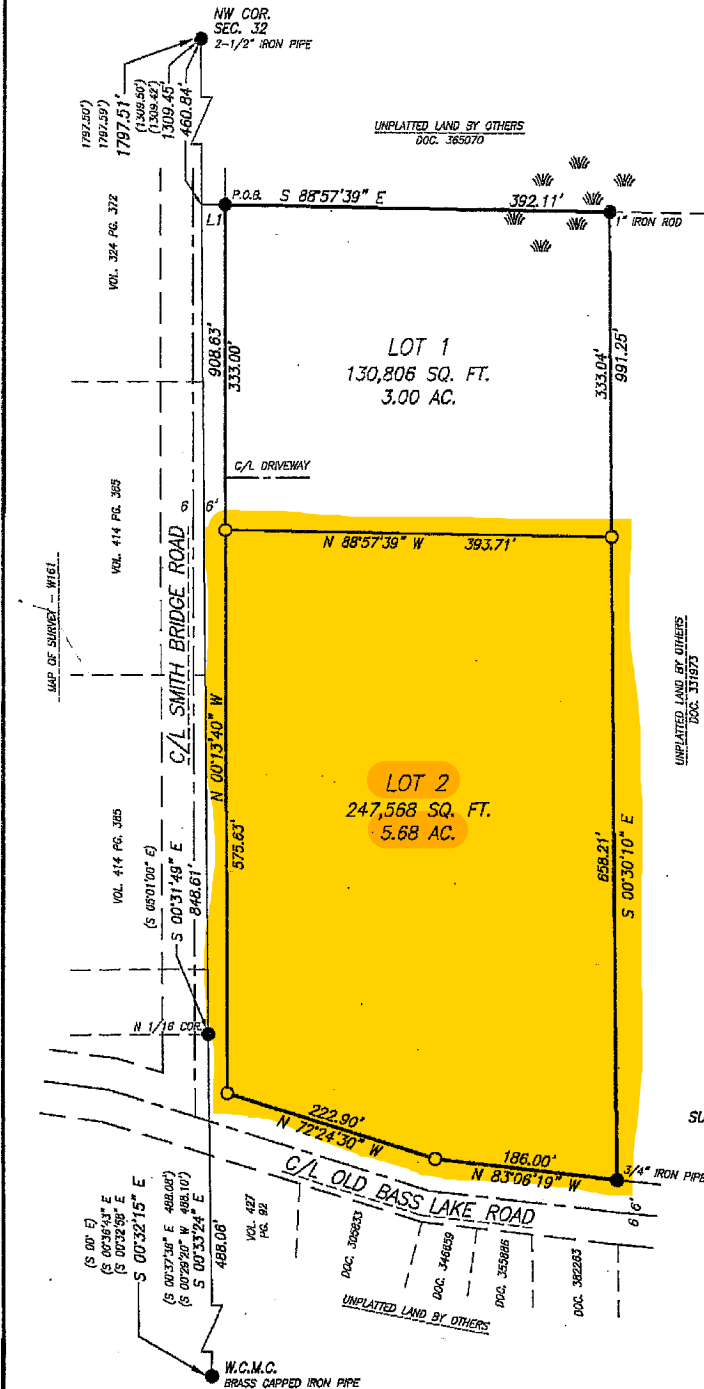 NW COR.
SEC. 32
2-1/2" IRON PIPE
1797.50')
1797.59')
1797.51'
(1309.50')
(1309.42')
1309.45'
460.84'
UNPLATTED LAND BY OTHERS
DOC. 365070
P.O.B. S 88°57'39" E 392.11'
L1
1" IRON ROD
VOL. 324 PG. 372
908.63'
333.00'
LOT 1
130,806 SQ. FT.
3.00 AC.
333.04'
991.25'
C/L DRIVEWAY
6 6'
N 88°57'39" W 393.71'
VOL. 414 PG. 385
MAP OF SURVEY - W161
C/L SMITH BRIDGE ROAD
UNPLATTED LAND BY OTHERS
DOC. 331973
N 00°13'40" W
575.63'
LOT 2
247,568 SQ. FT.
5.68 AC.
658.21'
S 00°30'10" E
VOL. 414 PG. 385
(S 05°01'00" E)
S 00°31'49" E
848.61'
N 1/16 COR.
222.90'
N 72°24'30" W
186.00'
N 83°06'19" W
3/4" IRON PIPE
SU
6 6'
C/L OLD BASS LAKE ROAD
(S 00° E)
(S 00°36'43" E
(S 00°32'58" E
S 00°32'15" E
(S 00°37'30" E 488.08')
(S 00°29'20" W 488.10')
S 00°33'24" E
488.06'
VOL. 427
PG. 92
DOC. 305833
DOC. 346659
DOC. 355886
DOC. 382263
UNPLATTED LAND BY OTHERS
W.C.M.C.
BRASS CAPPED IRON PIPE